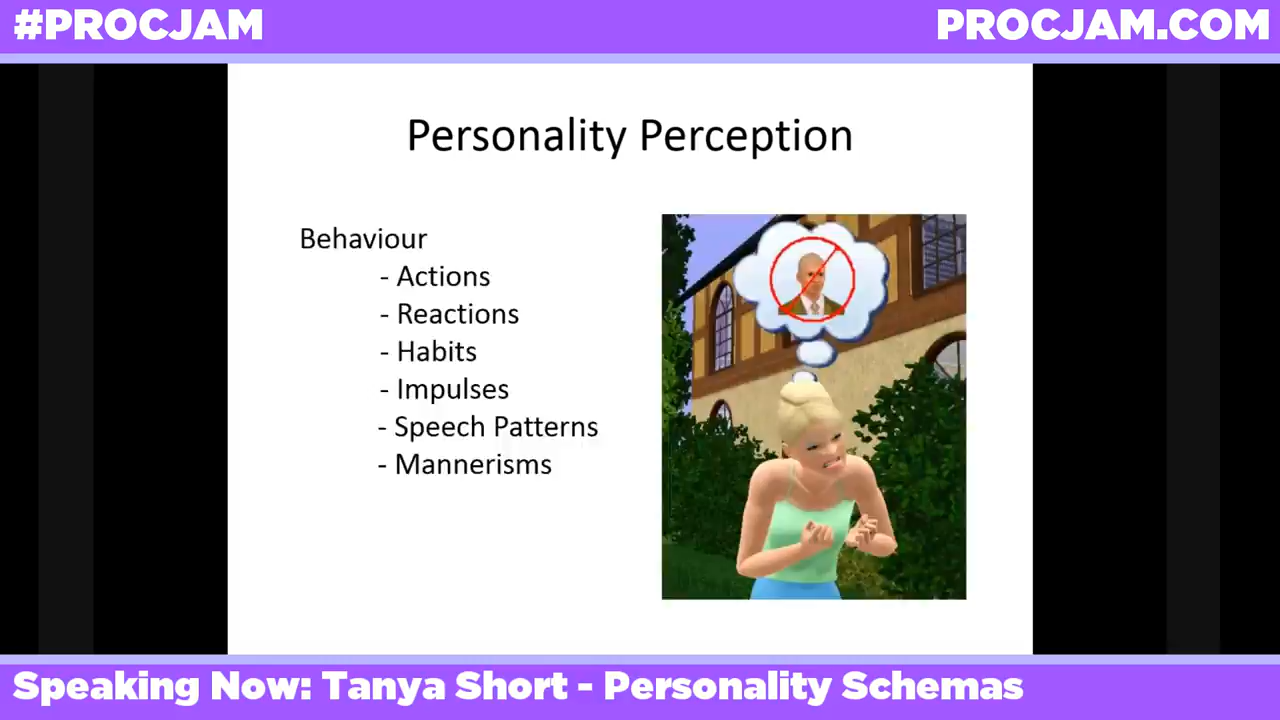 #PROCJAM
PROCJAM.COM
Personality Perception
Behaviour
- Actions
- Reactions
- Habits
- Impulses
- Speech Patterns
- Mannerisms
Speaking Now: Tanya Short - Personality Schemas